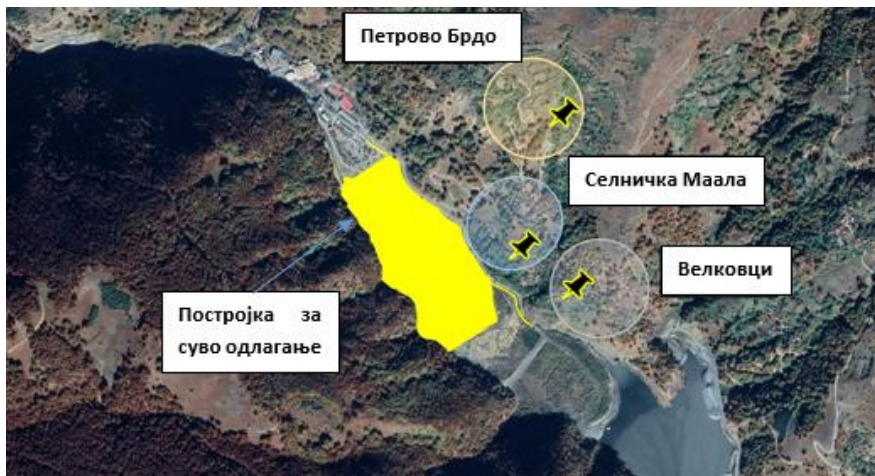 Петрово Брдо
Селничка Маала
Велковци
Постројка за
суво одлагање